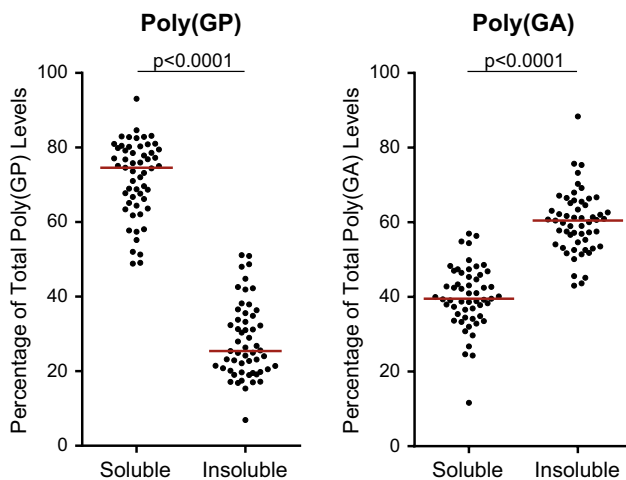 Poly(GP)
p<0.0001
Percentage of Total Poly(GP) Levels
100
80
60
40
20
0
Soluble Insoluble
Poly(GA)
p<0.0001
Percentage of Total Poly(GA) Levels
100
80
60
40
20
0
Soluble Insoluble